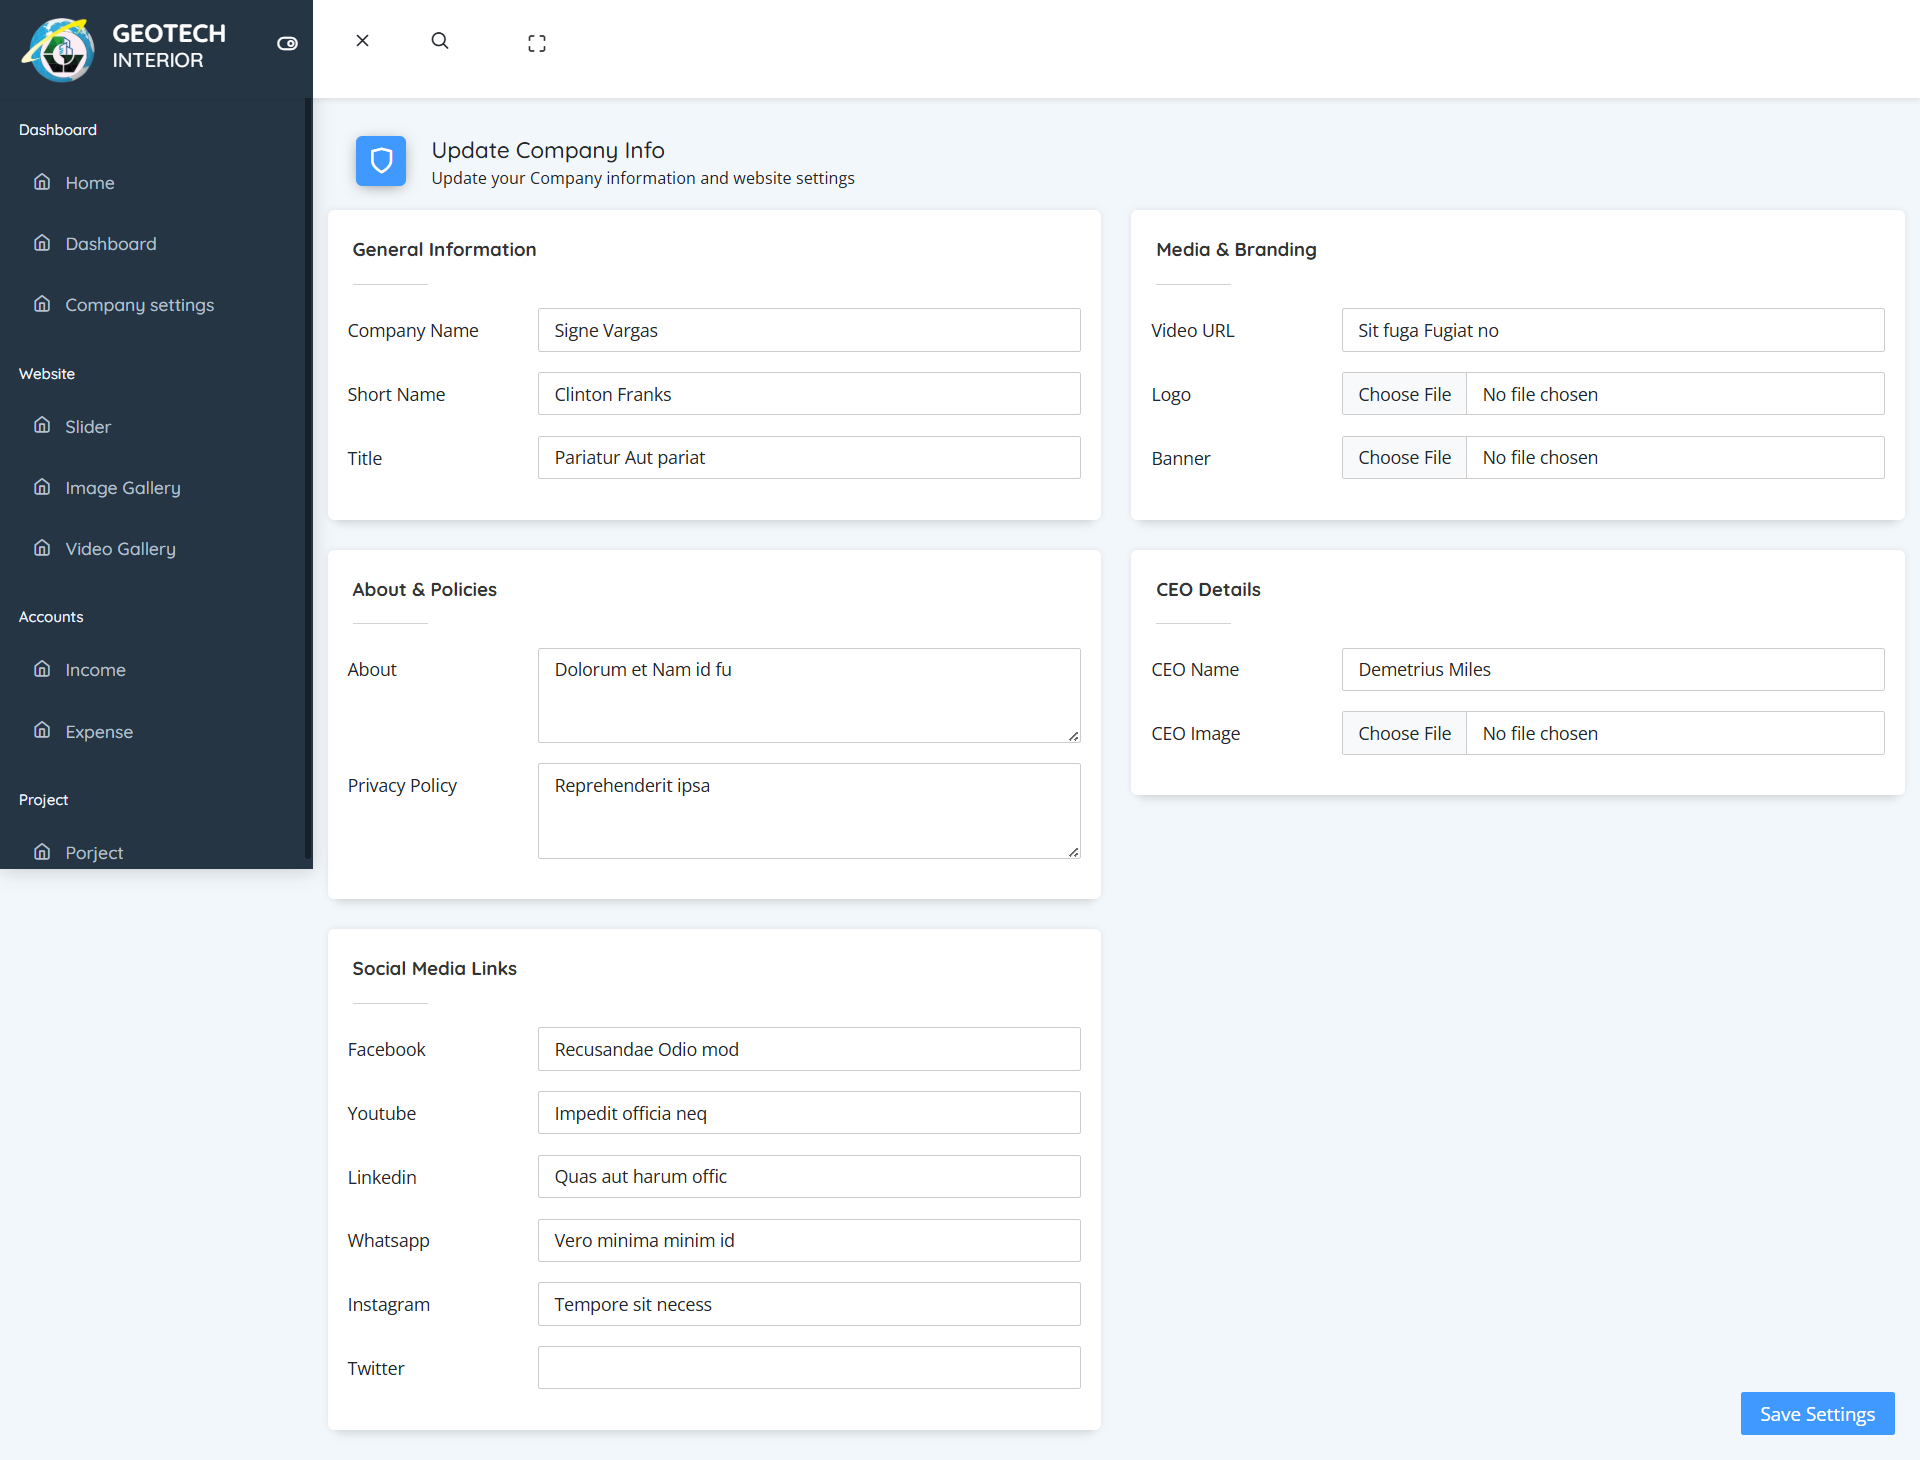 GEOTECH
INTERIOR
Dashboard
Home
Dashboard
Company settings
Website
Slider
Image Gallery
Video Gallery
Accounts
Income
Expense
Project
Porject
Update Company Info
Update your Company information and website settings
General Information
Company Name Signe Vargas
Short Name Clinton Franks
Title Pariatur Aut pariat
Media & Branding
Video URL Sit fuga Fugiat no
Logo Choose File No file chosen
Banner Choose File No file chosen
About & Policies
About Dolorum et Nam id fu
Privacy Policy Reprehenderit ipsa
CEO Details
CEO Name Demetrius Miles
CEO Image Choose File No file chosen
Social Media Links
Facebook Recusandae Odio mod
Youtube Impedit officia neq
Linkedin Quas aut harum offic
Whatsapp Vero minima minim id
Instagram Tempore sit necess
Twitter
Save Settings